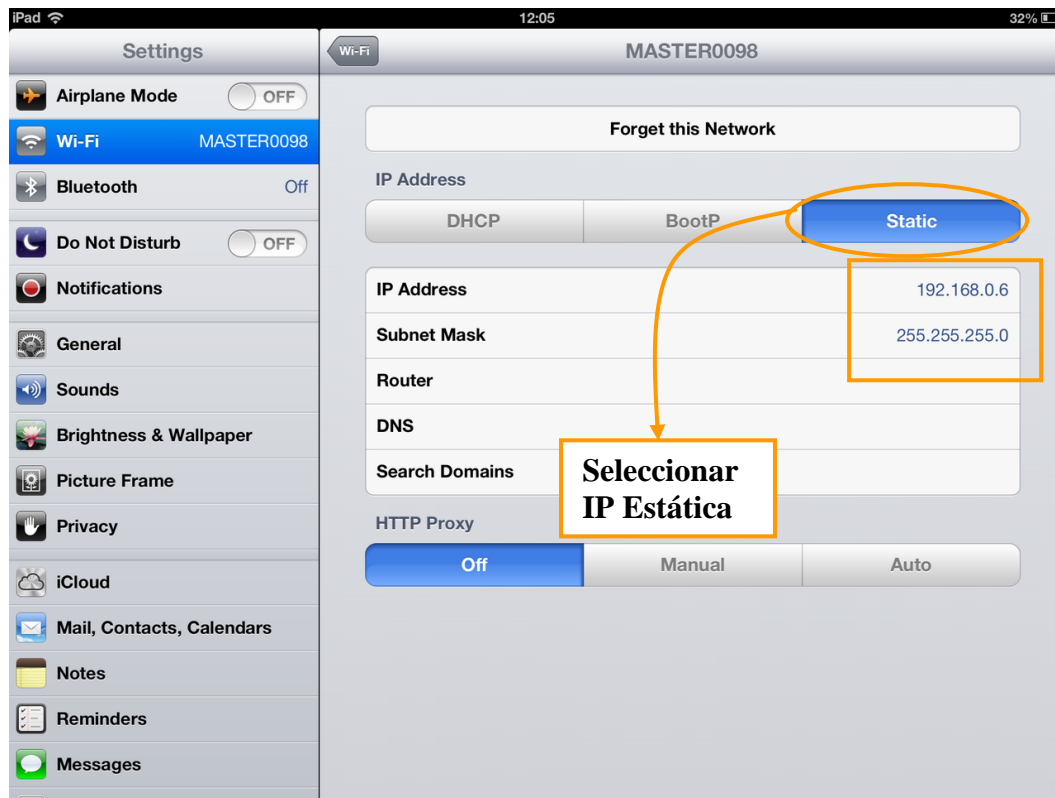 iPad 12:05 32%
Settings
Airplane Mode OFF
Wi-Fi MASTER0098
Bluetooth Off
Do Not Disturb OFF
Notifications
General
Sounds
Brightness & Wallpaper
Picture Frame
Privacy
iCloud
Mail, Contacts, Calendars
Notes
Reminders
Messages
Wi-Fi MASTER0098
Forget this Network
IP Address
DHCP BootP Static
IP Address 192.168.0.6
Subnet Mask 255.255.255.0
Router
DNS
Search Domains
Seleccionar
IP Estática
HTTP Proxy
Off Manual Auto